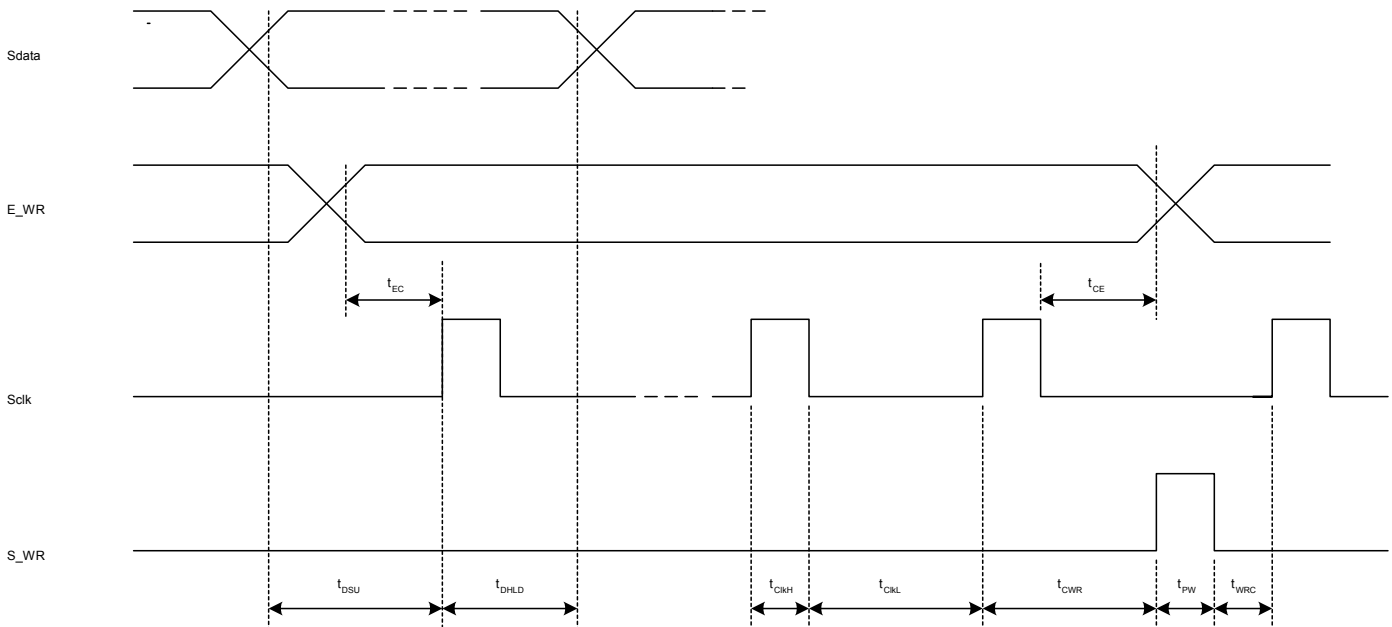 Sdata
E_WR
tEC
tCE
Sclk
S_WR
tDSU
tDHLD
tClkH
tClkL
tCWR
tPW
tWRC